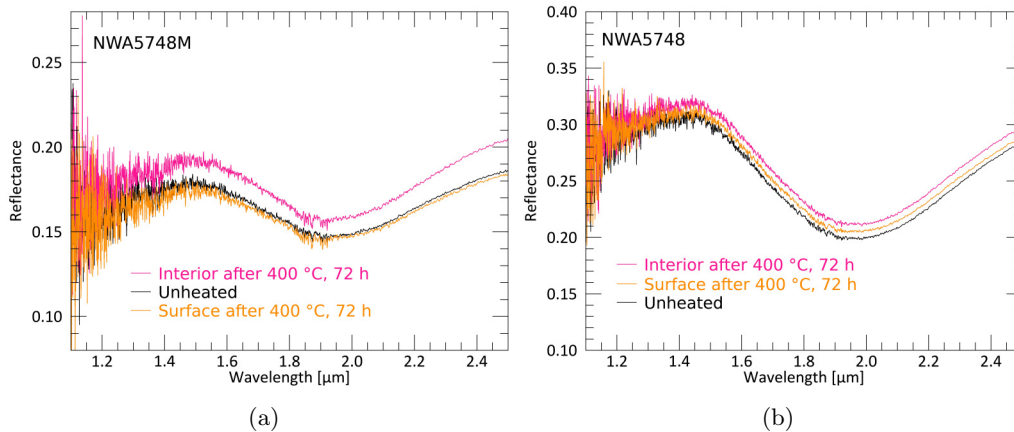 NWA5748M
Reflectance
0.25
0.20
0.15
0.10
Interior after 400 °C, 72 h
Unheated
Surface after 400 °C, 72 h
1.2 1.4 1.6 1.8 2.0 2.2 2.4
Wavelength [µm]
(a)
NWA5748
Reflectance
0.40
0.35
0.30
0.25
0.20
0.15
0.10
Interior after 400 °C, 72 h
Surface after 400 °C, 72 h
Unheated
1.2 1.4 1.6 1.8 2.0 2.2 2.4
Wavelength [µm]
(b)